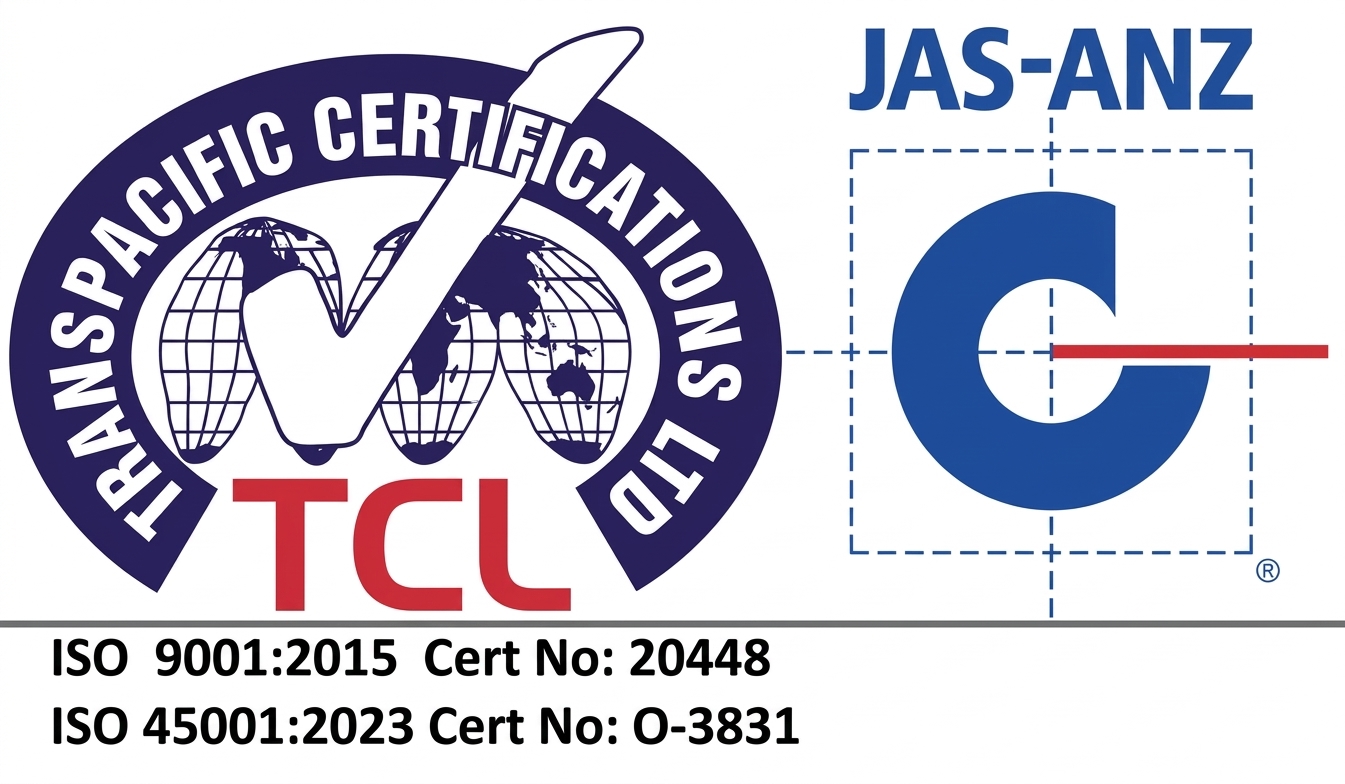 TRANSPACIFIC CERTIFICATIONS LTD
TCL
JAS-ANZ
®
ISO 9001:2015 Cert No: 20448
ISO 45001:2023 Cert No: O-3831